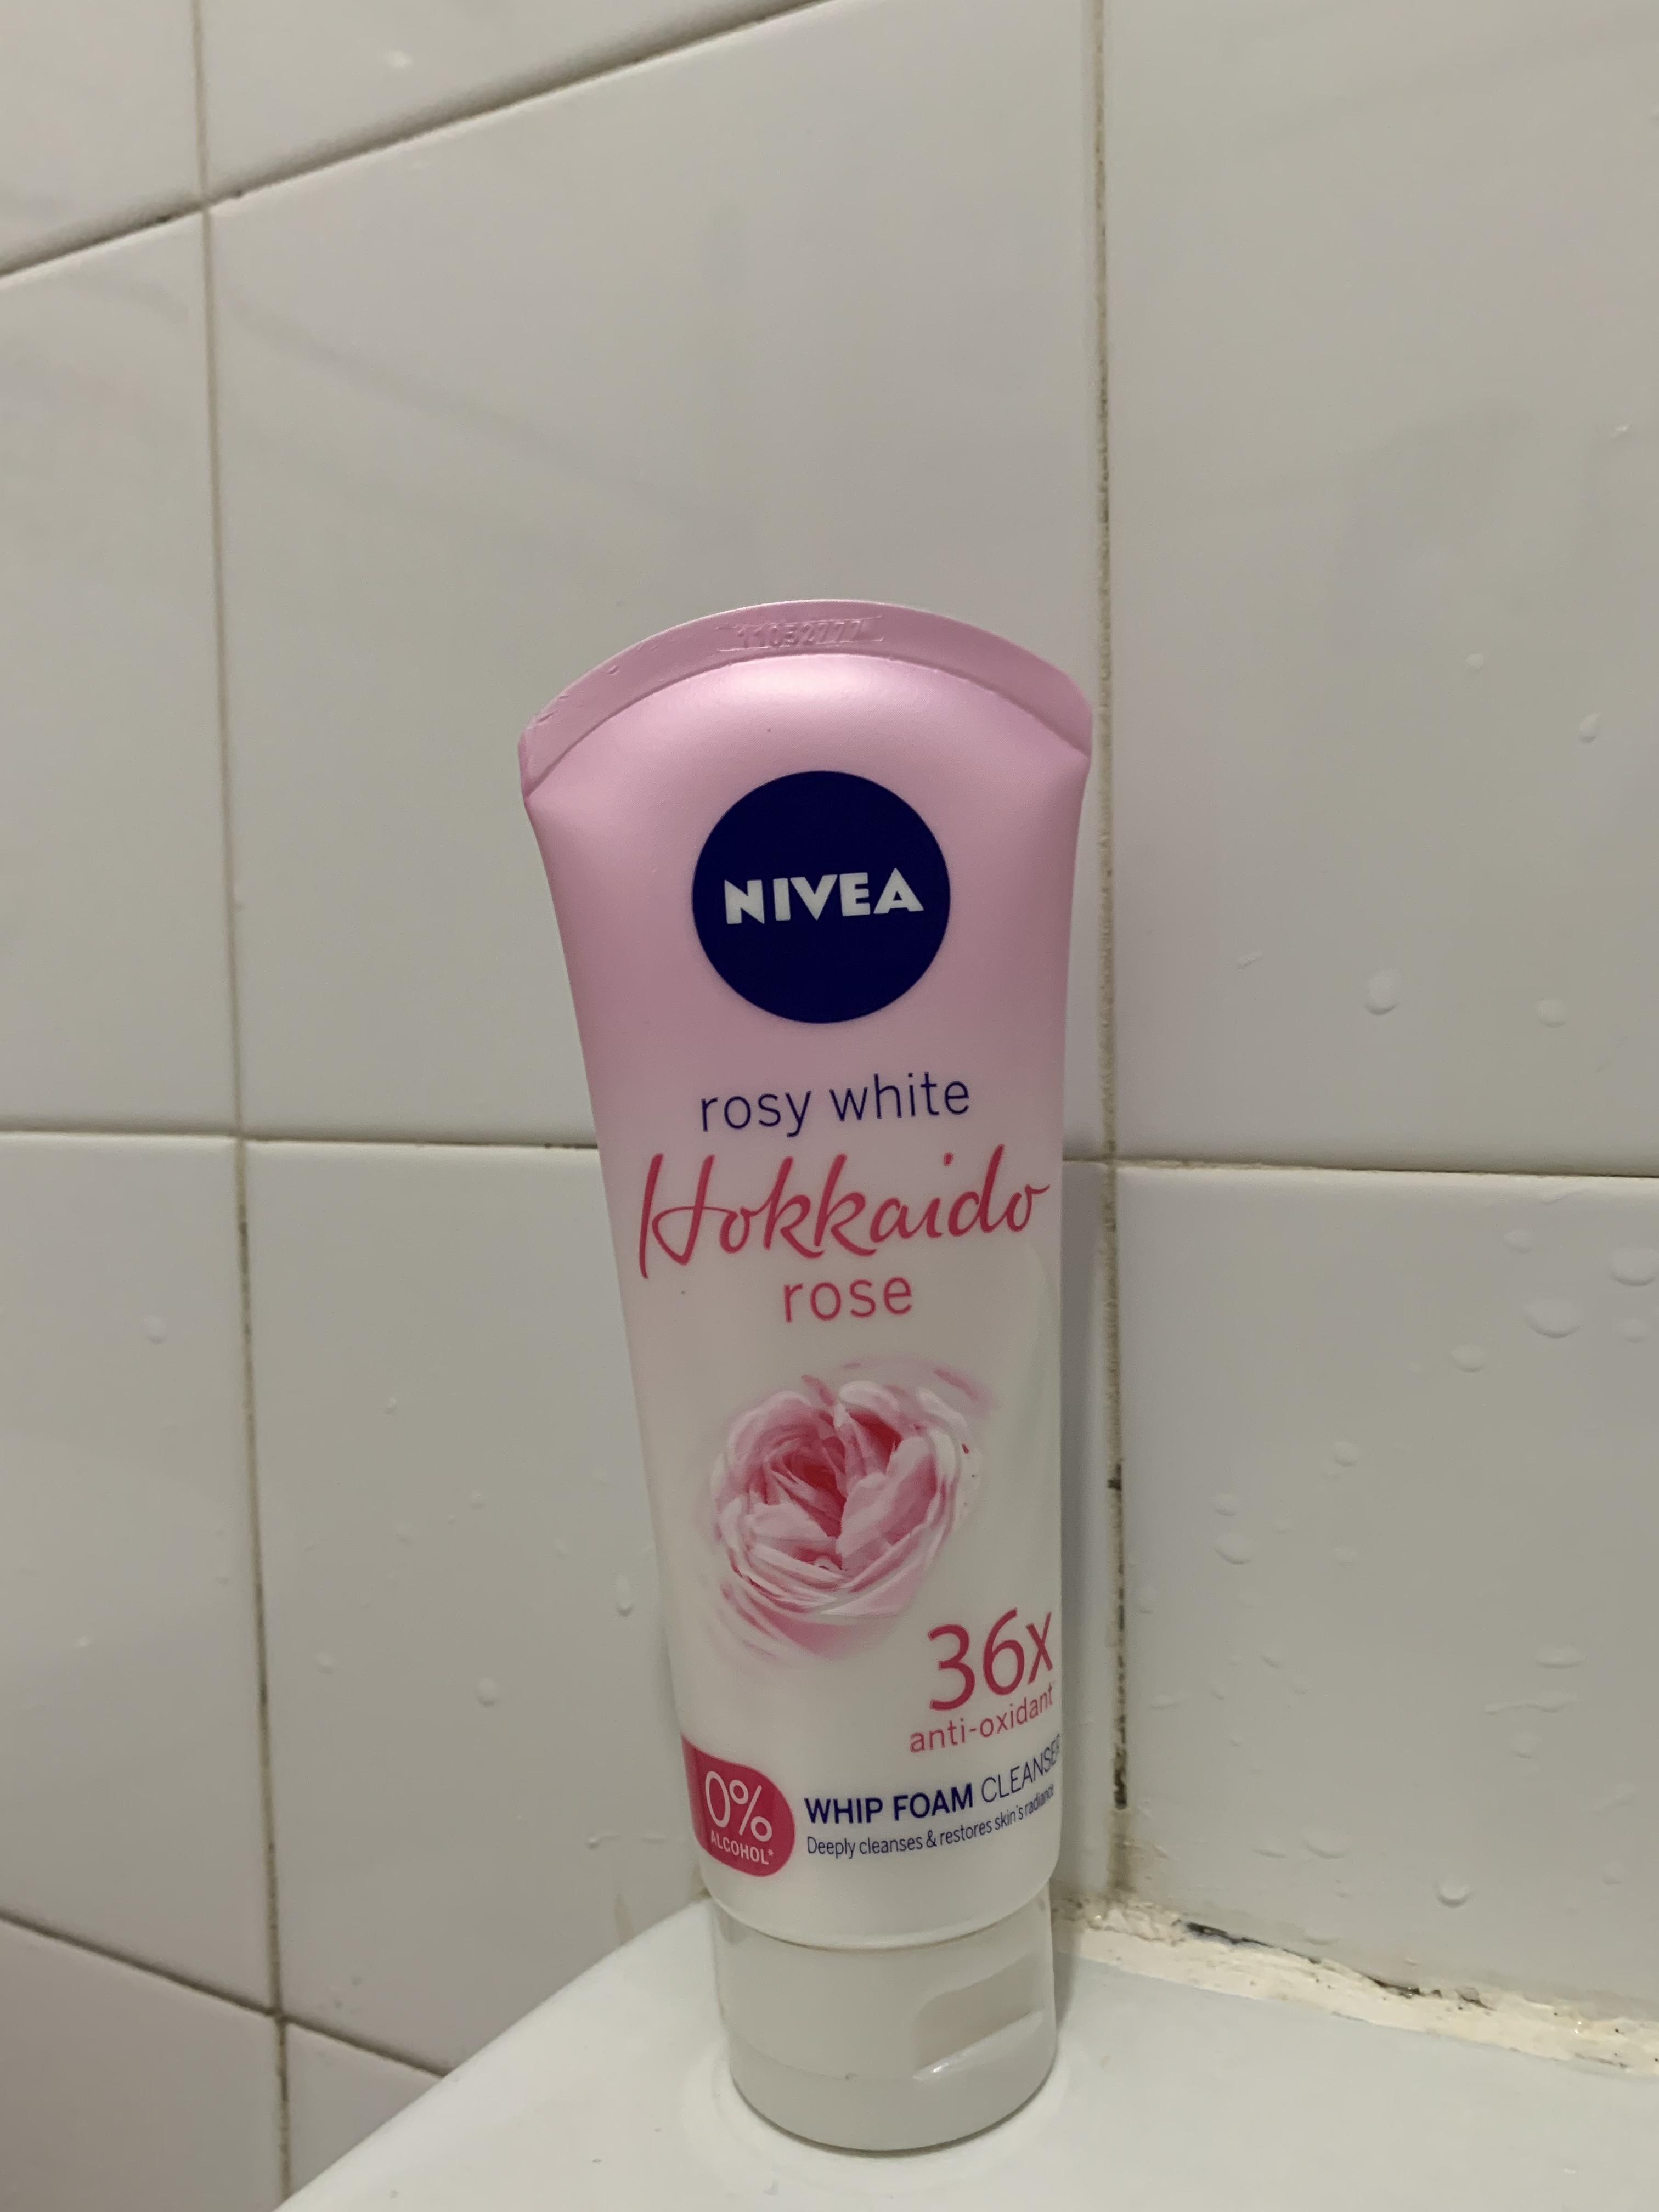 NIVEA
rosy white
Hokkaido
rose
36x
anti-oxidant
0%
ALCOHOL*
WHIP FOAM CLEANSER
Deeply cleanses & restores skin's radiance